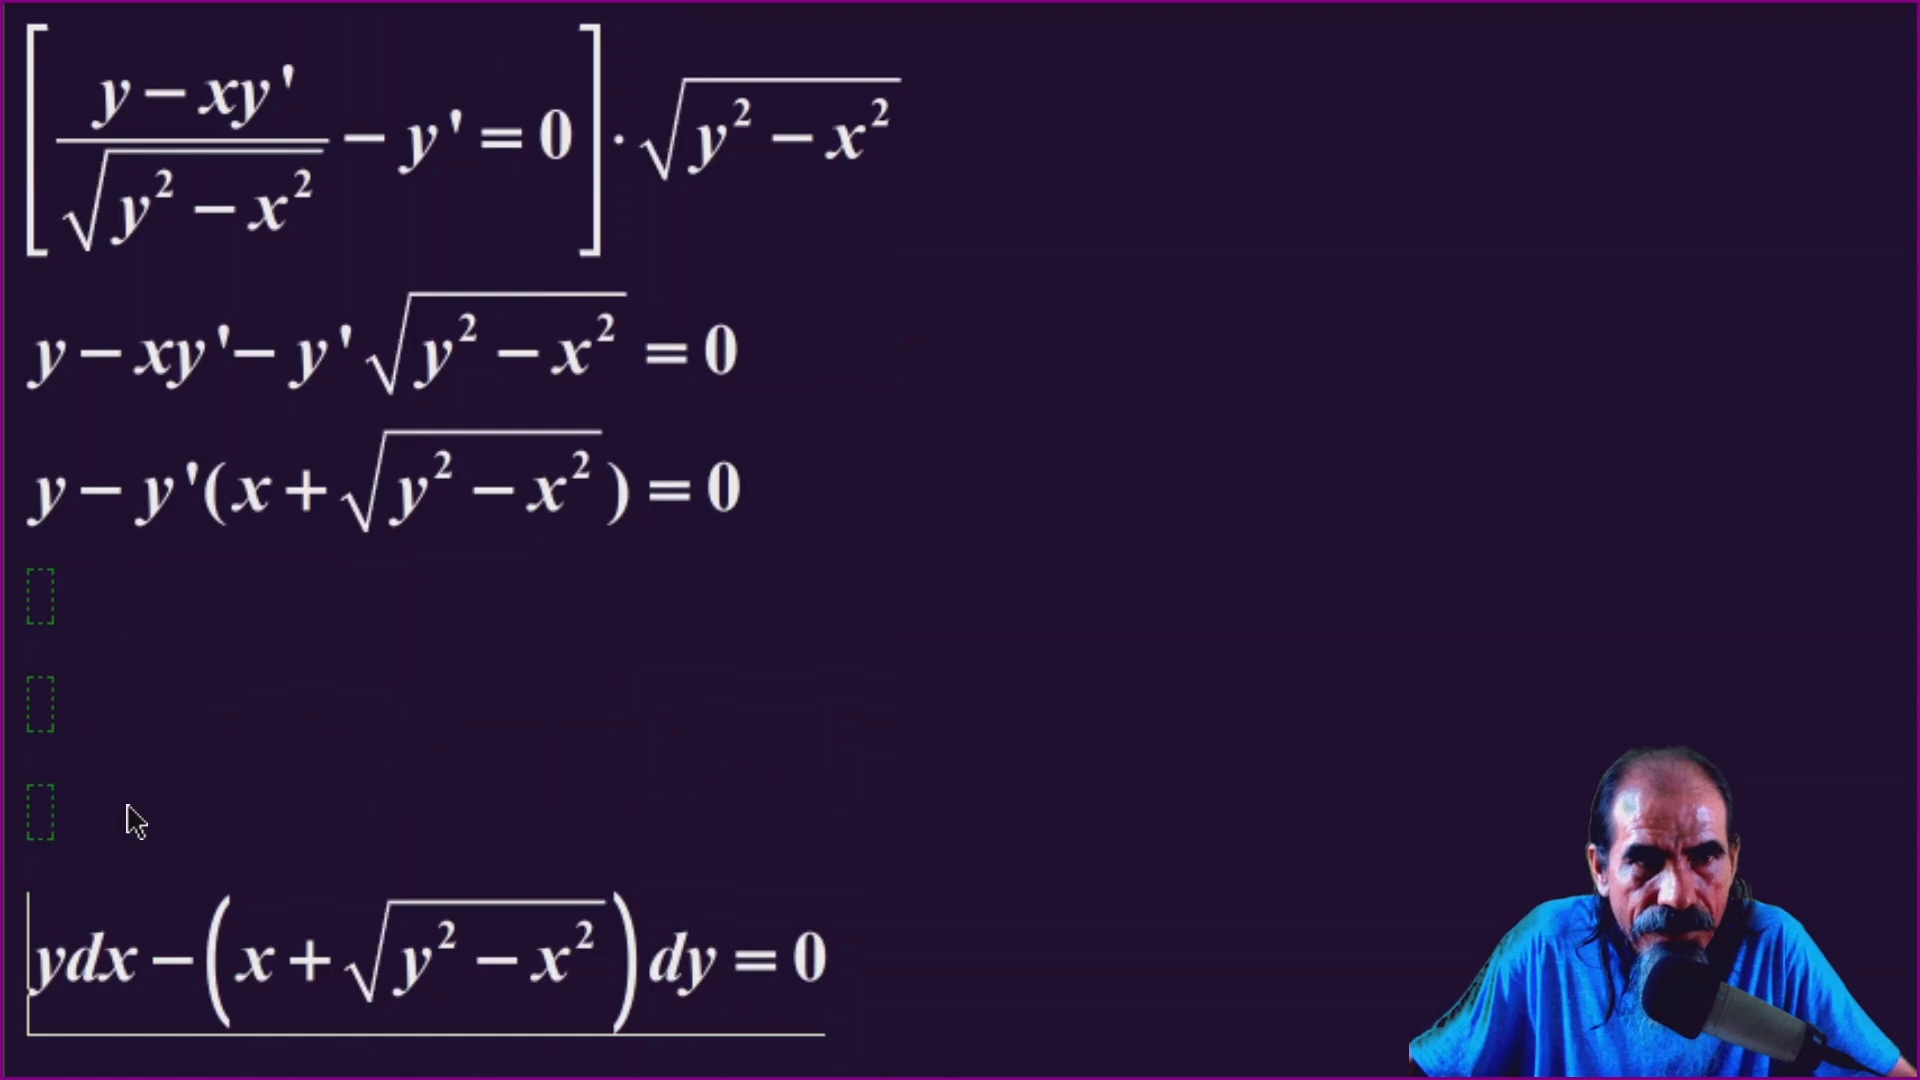 [ (y − xy') / √(y² − x²) − y' = 0 ] · √(y² − x²)
y − xy' − y'√(y² − x²) = 0
y − y'(x + √(y² − x²)) = 0
ydx − (x + √(y² − x²)) dy = 0